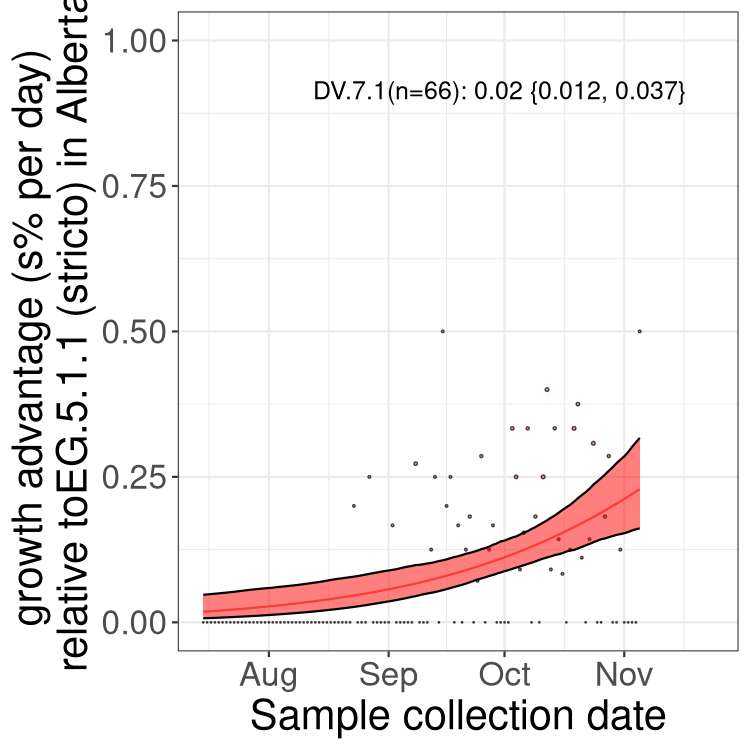 growth advantage (s% per day)
relative toEG.5.1.1 (stricto) in Alberta
1.00
0.75
0.50
0.25
0.00
DV.7.1(n=66): 0.02 {0.012, 0.037}
Aug Sep Oct Nov
Sample collection date